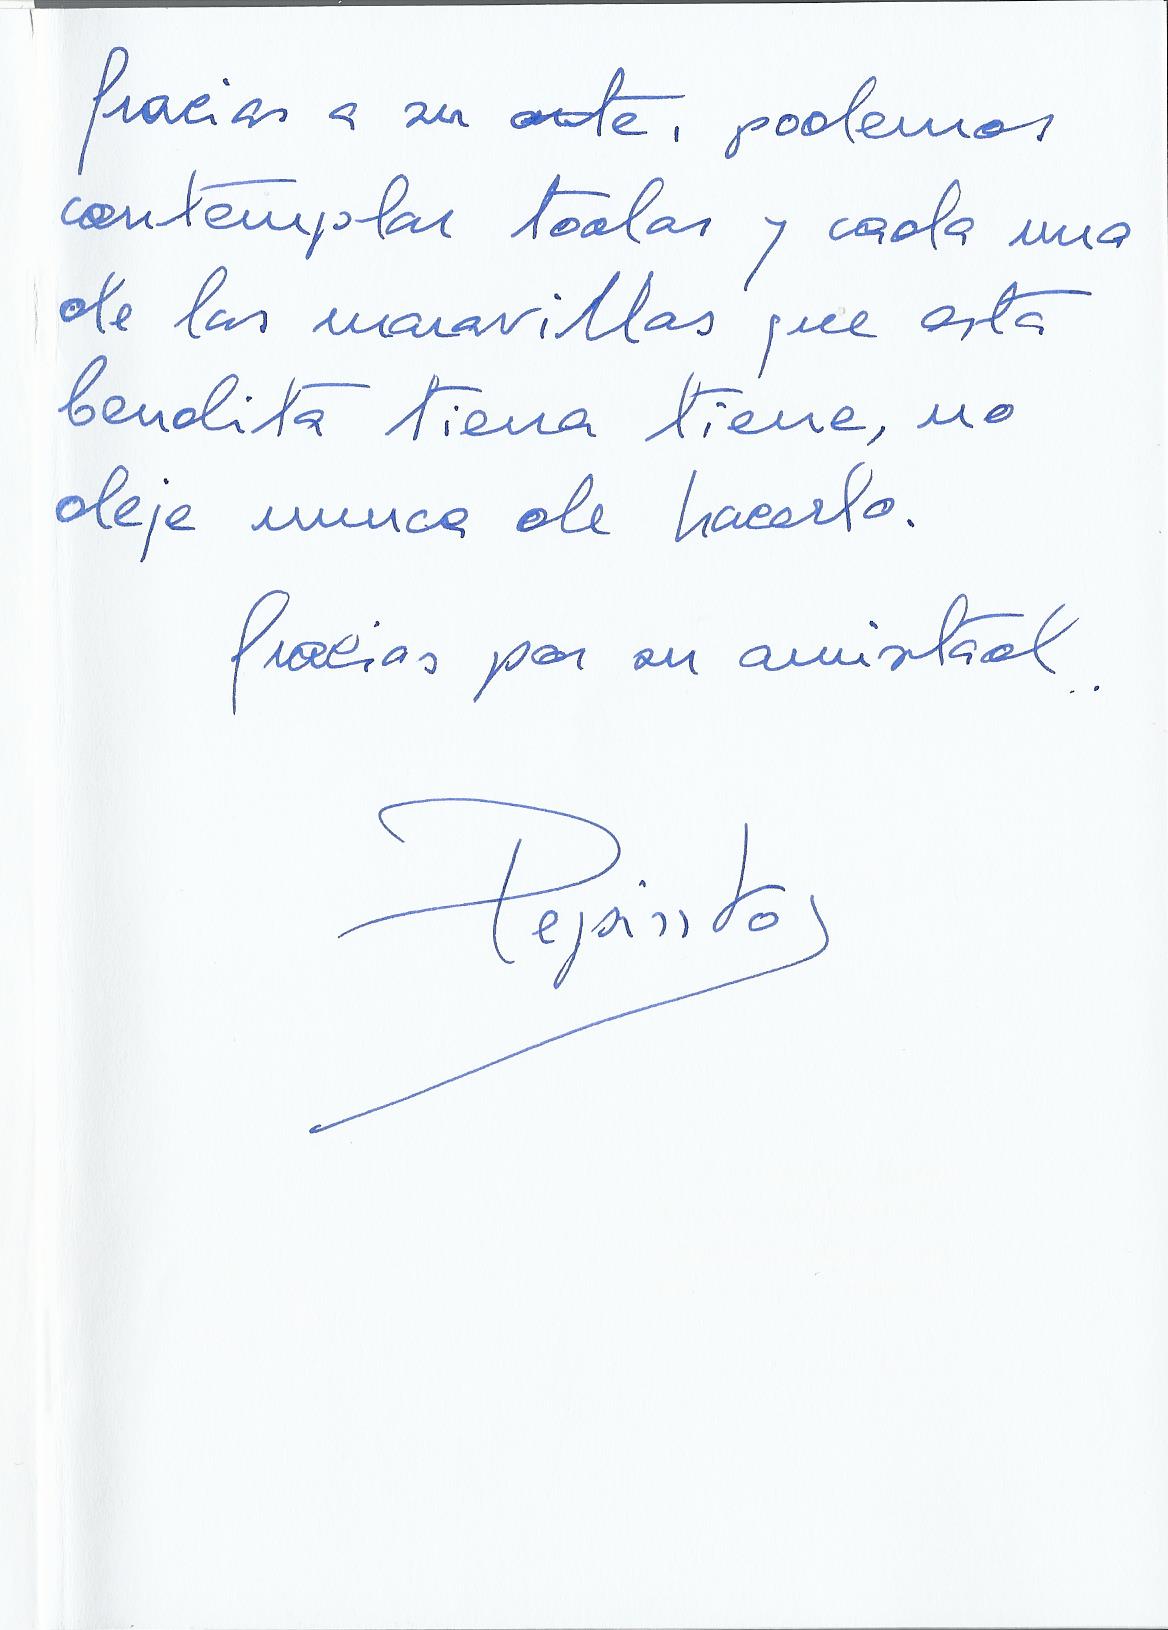 Gracias a su arte, podemos
contemplar todas y cada una
de las maravillas que esta
bendita tierra tiene, no
deje nunca de hacerlo.
Gracias por su amistad..